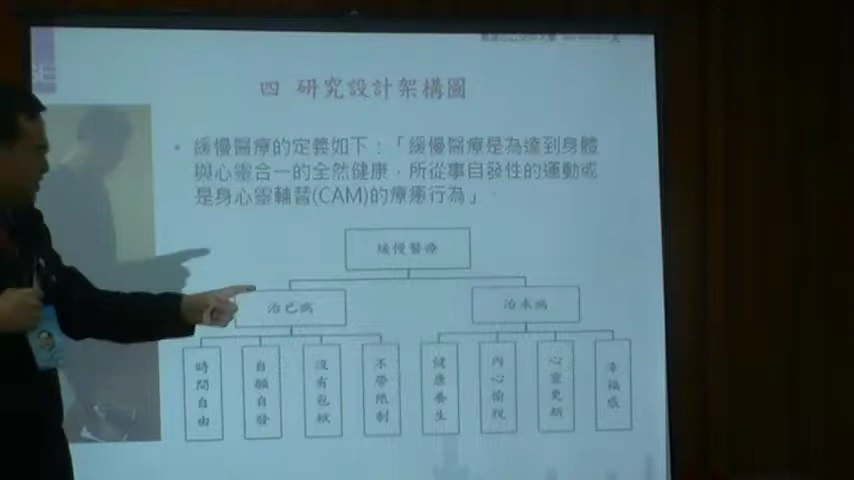 四 研究設計架構圖
• 緩慢醫療的定義如下：「緩慢醫療是為達到身體
與心靈合一的全然健康，所從事自發性的運動或
是身心靈輔替(CAM)的療癒行為」
緩慢醫療
治已病
治未病
時間自由
自願自發
沒有包袱
不帶限制
健康養生
內心愉悅
心靈更新
幸福感